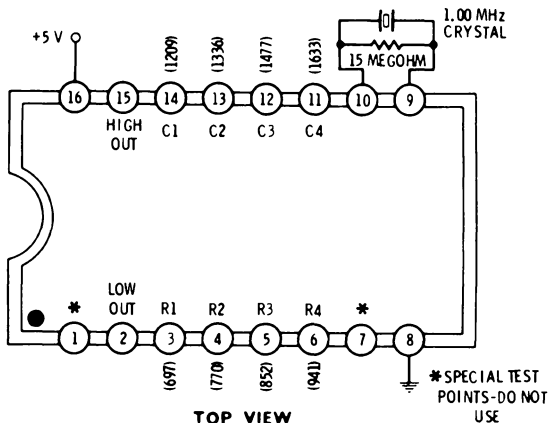 1.00 MHz
CRYSTAL
+5 V
(1209)
(1336)
(1477)
(1633)
15 MEGOHM
16
15
14
13
12
11
10
9
HIGH
OUT
C1
C2
C3
C4
LOW
OUT
R1
R2
R3
R4
*
*
1
2
3
4
5
6
7
8
(697)
(770)
(852)
(941)
*SPECIAL TEST
POINTS-DO NOT
USE
TOP VIEW